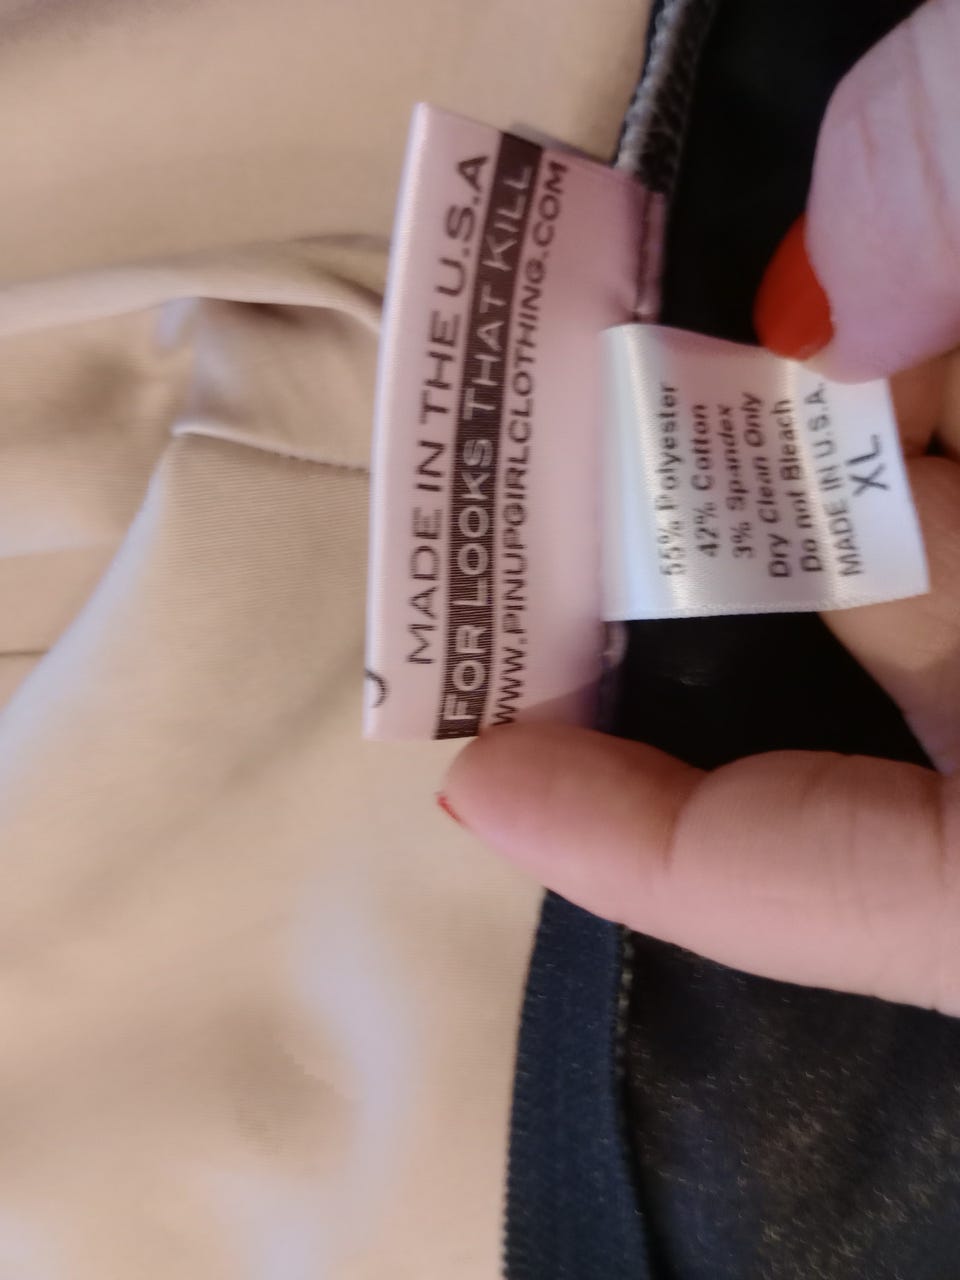 MADE IN THE U.S.A
FOR LOOKS THAT KILL
WWW.PINUPGIRLCLOTHING.COM
55% Polyester
42% Cotton
3% Spandex
Dry Clean Only
Do not Bleach
MADE IN U.S.A.
XL